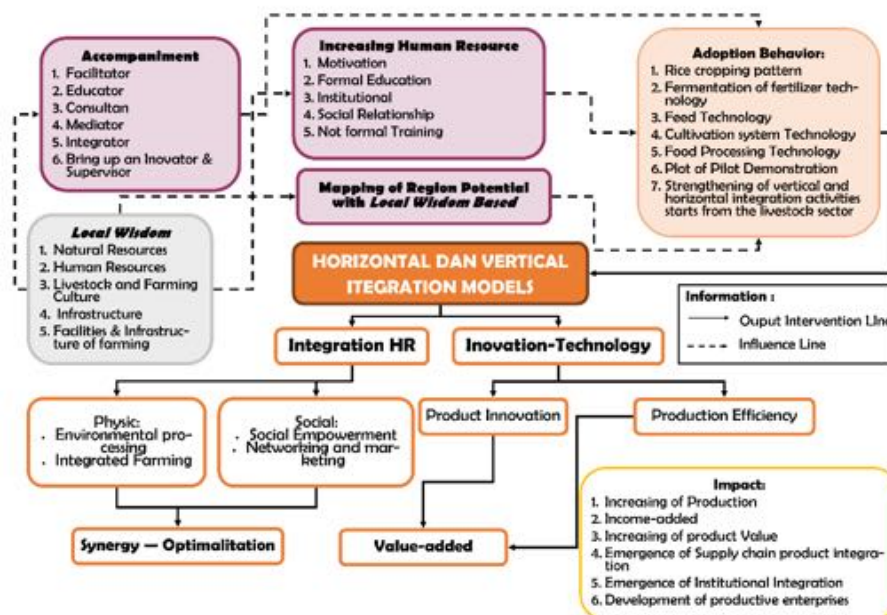 Accompaniment
1. Facilitator
2. Educator
3. Consultan
4. Mediator
5. Integrator
6. Bring up an Inovator &
Supervisor
Increasing Human Resource
1. Motivation
2. Formal Education
3. Institutional
4. Social Relationship
5. Not formal Training
Adoption Behavior:
1. Rice cropping pattern
2. Fermentation of fertilizer tech-
nology
3. Feed Technology
4. Cultivation system Technology
5. Food Processing Technology
6. Plot of Pilot Demonstration
7. Strengthening of vertical and
horizontal integration activities
starts from the livestock sector
Mapping of Region Potential
with Local Wisdom Based
Local Wisdom
1. Natural Resources
2. Human Resources
3. Livestock and Farming
Culture
4. Infrastructure
5. Facilities & Infrastruc-
ture of farming
HORIZONTAL DAN VERTICAL
ITEGRATION MODELS
Information :
Ouput Intervention Line
Influence Line
Integration HR
Inovation-Technology
Physic:
. Environmental pro-
cessing
. Integrated Farming
Social:
. Social Empowerment
. Networking and mar-
keting
Product Innovation
Production Efficiency
Synergy — Optimalitation
Value-added
Impact:
1. Increasing of Production
2. Income-added
3. Increasing of product Value
4. Emergence of Supply chain product integra-
tion
5. Emergence of Institutional Integration
6. Development of productive enterprises